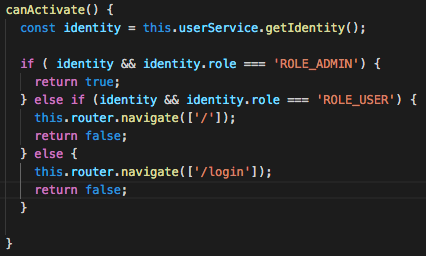 canActivate() {
  const identity = this.userService.getIdentity();

  if ( identity && identity.role === 'ROLE_ADMIN') {
    return true;
  } else if (identity && identity.role === 'ROLE_USER') {
    this.router.navigate(['/']);
    return false;
  } else {
    this.router.navigate(['/login']);
    return false;
  }

}